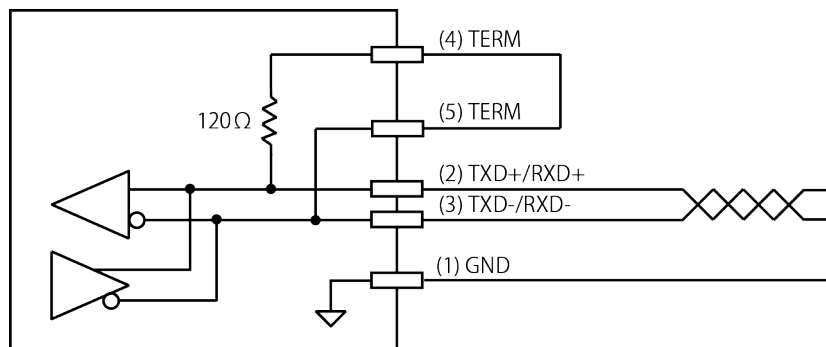 (4) TERM
120Ω
(5) TERM
(2) TXD+/RXD+
(3) TXD-/RXD-
(1) GND